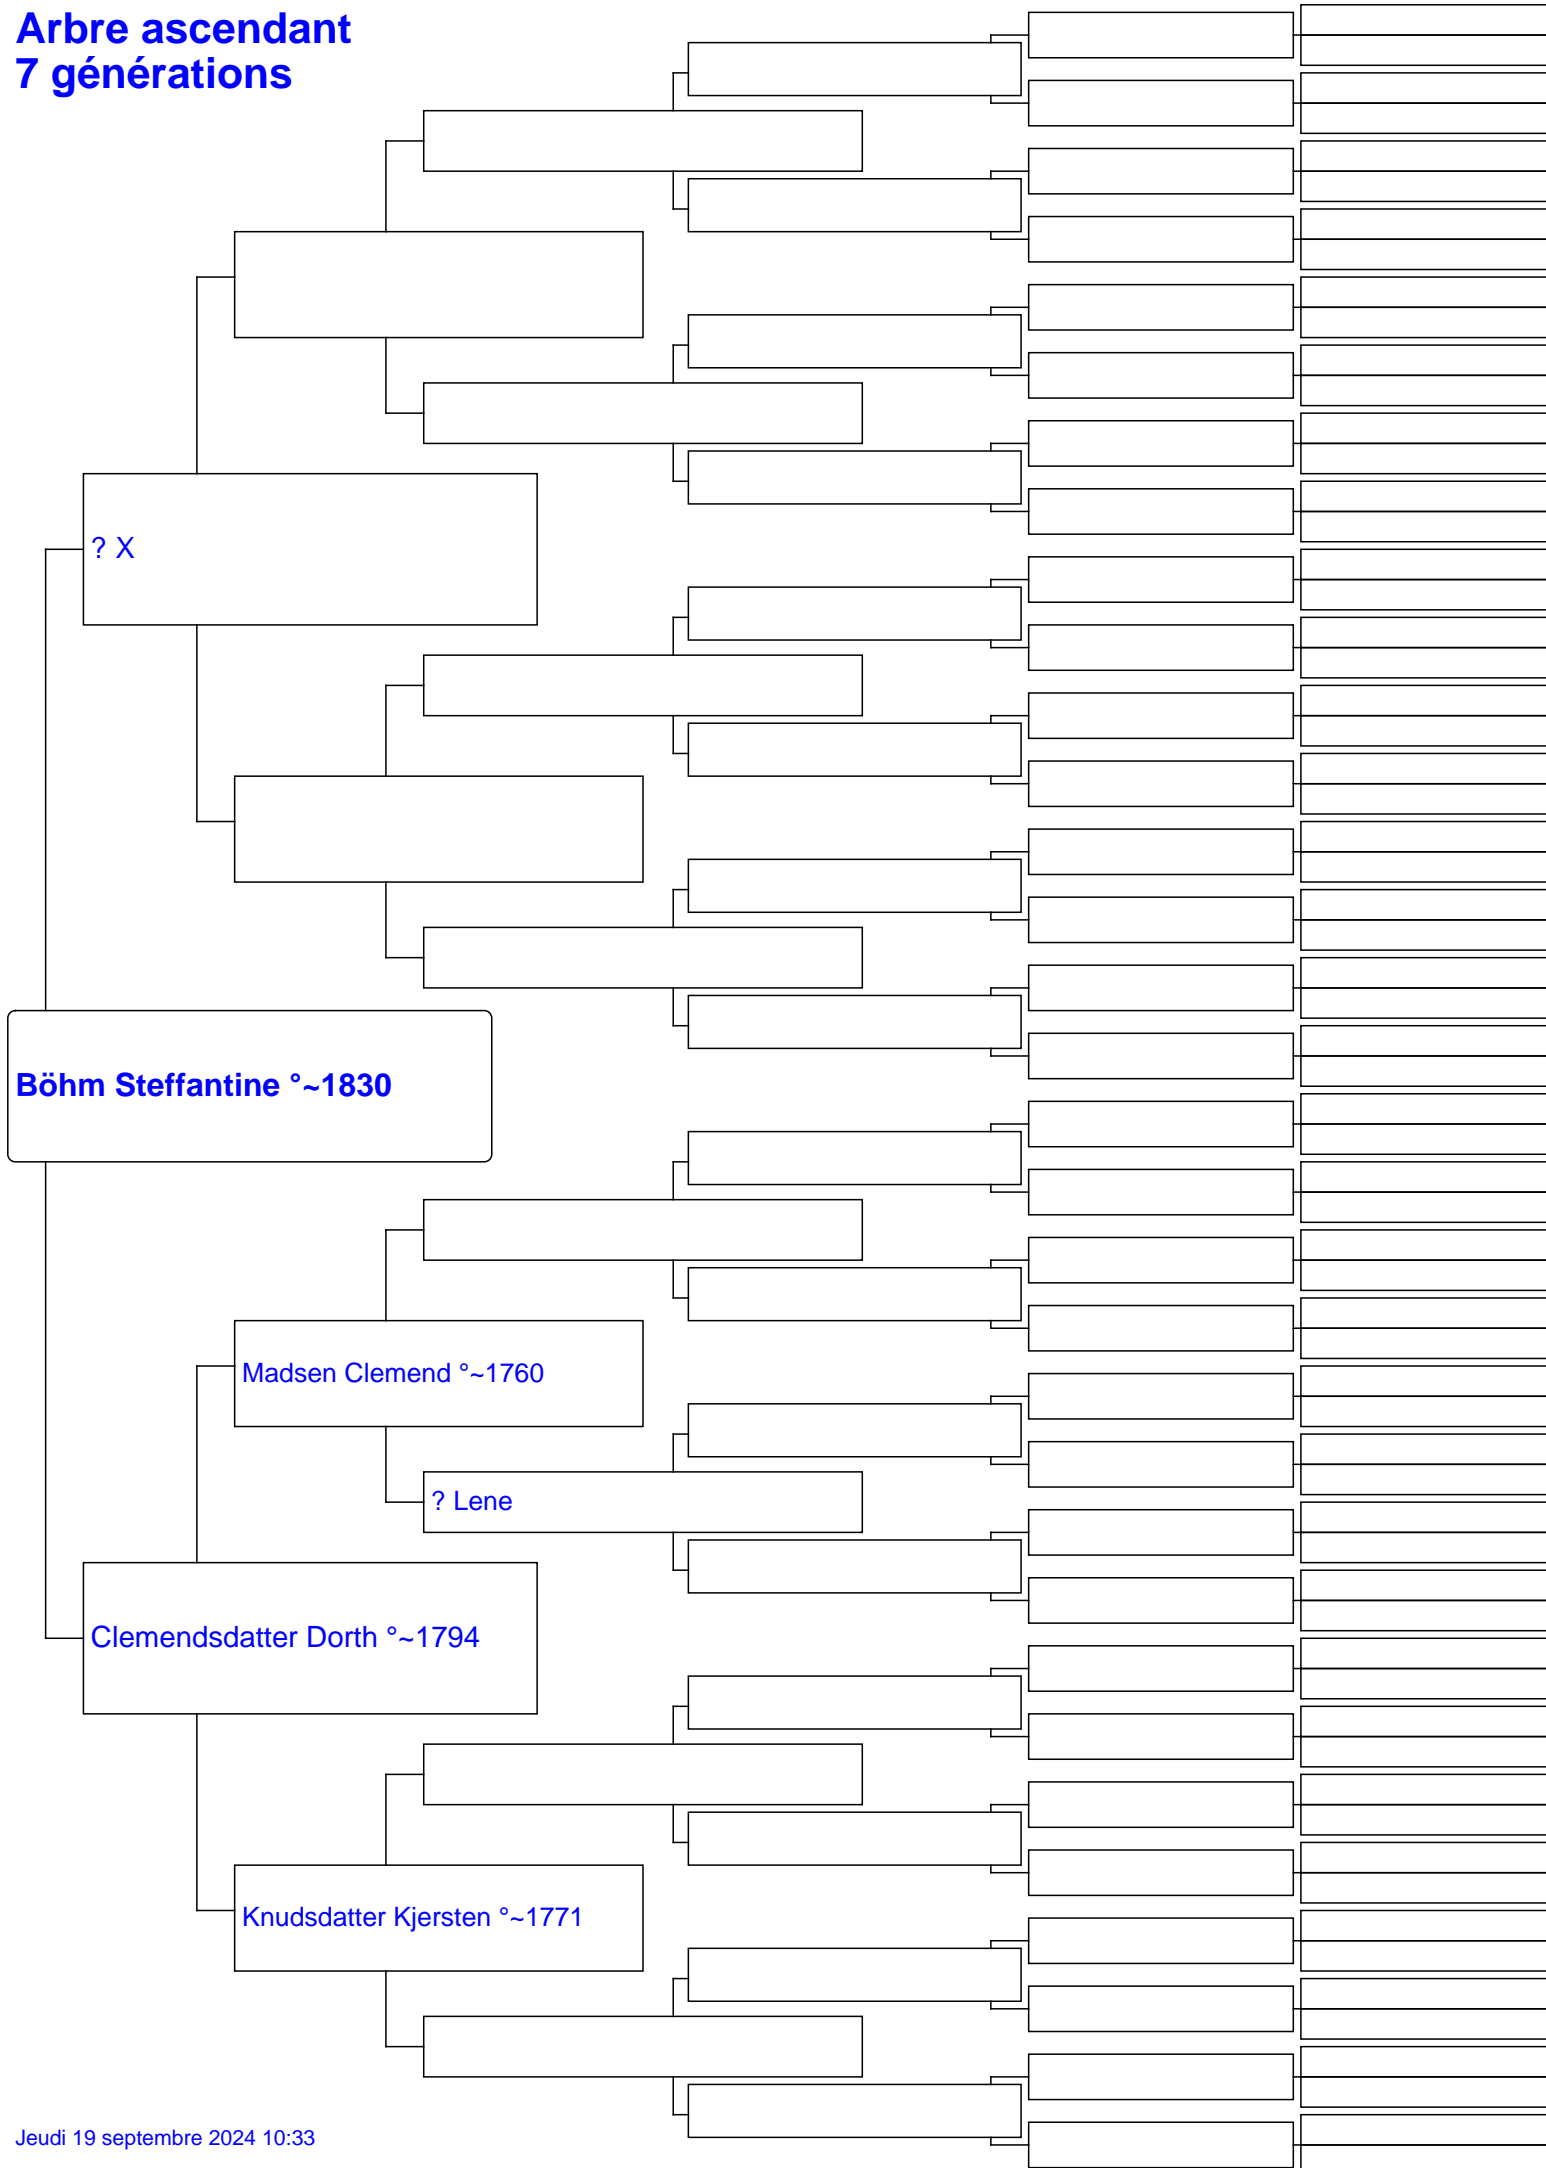 Arbre ascendant
7 générations
? X
Böhm Steffantine °~1830
Madsen Clemend °~1760
? Lene
Clemendsdatter Dorth °~1794
Knudsdatter Kjersten °~1771
Jeudi 19 septembre 2024 10:33